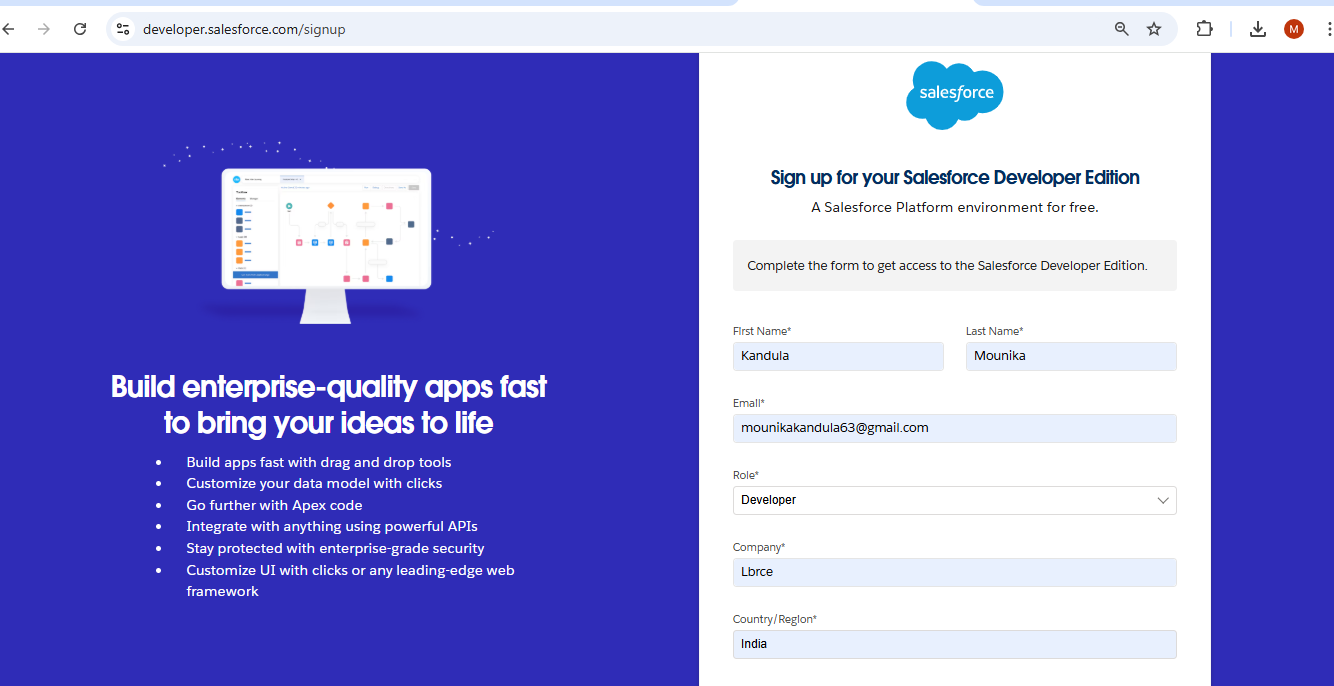 developer.salesforce.com/signup
M
salesforce
Sign up for your Salesforce Developer Edition
A Salesforce Platform environment for free.
Complete the form to get access to the Salesforce Developer Edition.
First Name*
Last Name*
Kandula
Mounika
Email*
mounikakandula63@gmail.com
Role*
Developer
Company*
Lbrce
Country/Region*
India
Build enterprise-quality apps fast
to bring your ideas to life
• Build apps fast with drag and drop tools
• Customize your data model with clicks
• Go further with Apex code
• Integrate with anything using powerful APIs
• Stay protected with enterprise-grade security
• Customize UI with clicks or any leading-edge web
framework